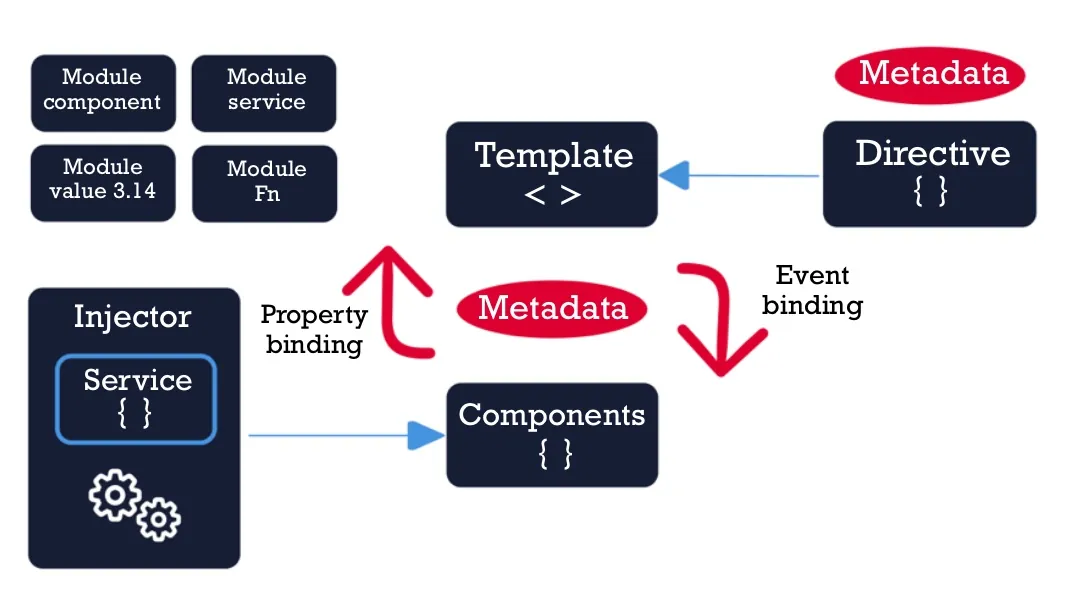 Module
component
Module
service
Module
value 3.14
Module
Fn
Metadata
Template
< >
Directive
{ }
Property
binding
Metadata
Event
binding
Injector
Service
{ }
Components
{ }